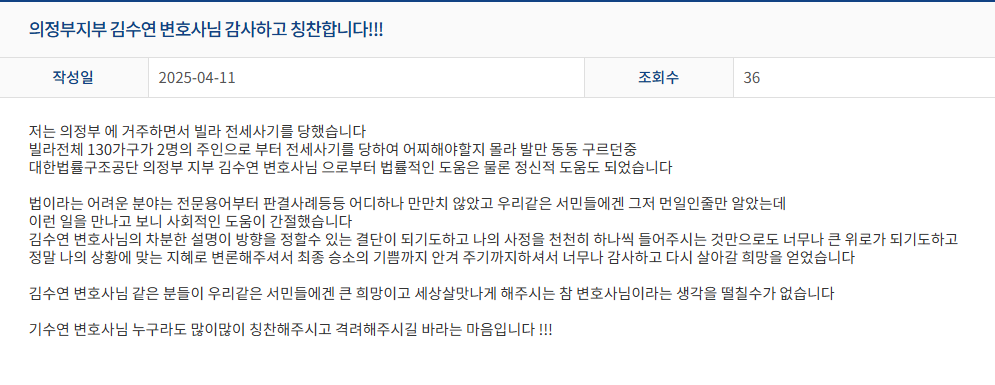 의정부지부 김수연 변호사님 감사하고 칭찬합니다!!!
작성일 2025-04-11 조회수 36
저는 의정부 에 거주하면서 빌라 전세사기를 당했습니다
빌라전체 130가구가 2명의 주인으로 부터 전세사기를 당하여 어찌해야할지 몰라 발만 동동 구르던중
대한법률구조공단 의정부 지부 김수연 변호사님 으로부터 법률적인 도움은 물론 정신적 도움도 되었습니다
법이라는 어려운 분야는 전문용어부터 판결사례등등 어디하나 만만치 않았고 우리같은 서민들에겐 그저 먼일인줄만 알았는데
이런 일을 만나고 보니 사회적인 도움이 간절했습니다
김수연 변호사님의 차분한 설명이 방향을 정할수 있는 결단이 되기도하고 나의 사정을 천천히 하나씩 들어주시는 것만으로도 너무나 큰 위로가 되기도하고
정말 나의 상황에 맞는 지혜로 변론해주셔서 최종 승소의 기쁨까지 안겨 주기까지하셔서 너무나 감사하고 다시 살아갈 희망을 얻었습니다
김수연 변호사님 같은 분들이 우리같은 서민들에겐 큰 희망이고 세상살맛나게 해주시는 참 변호사님이라는 생각을 떨칠수가 없습니다
기수연 변호사님 누구라도 많이많이 칭찬해주시고 격려해주시길 바라는 마음입니다 !!!